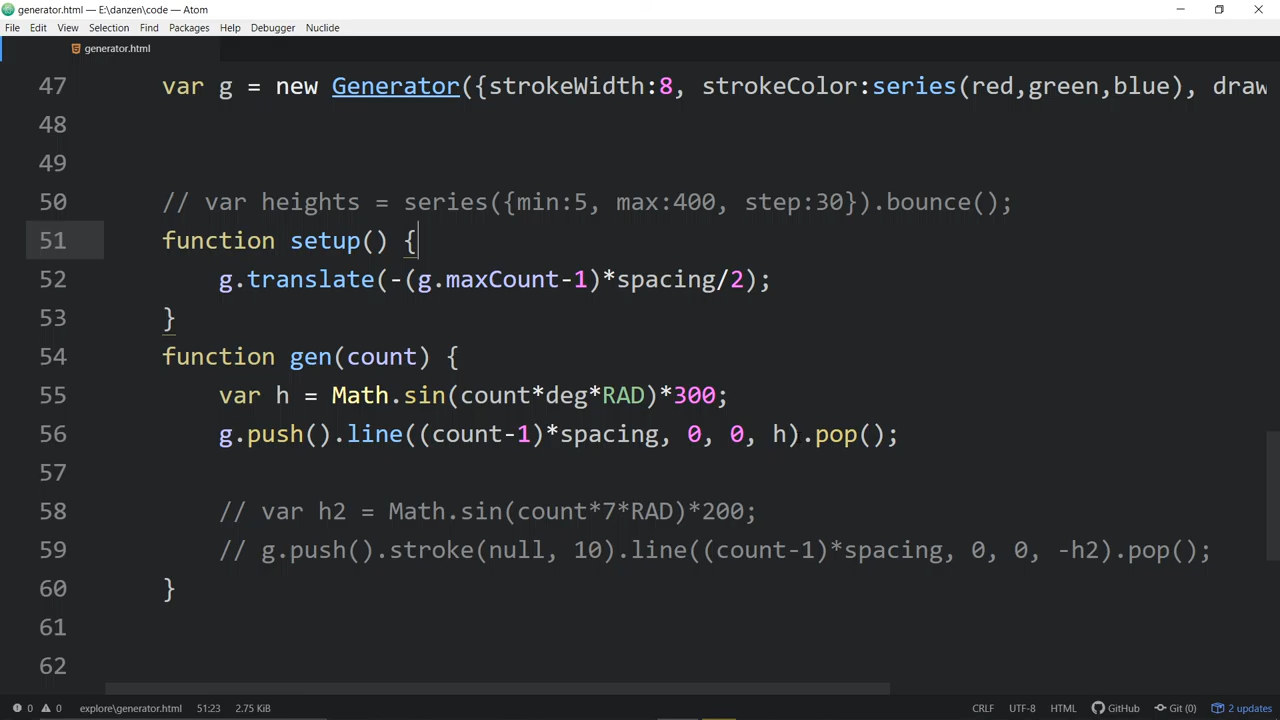 generator.html — E:\danzen\code — Atom
File Edit View Selection Find Packages Help Debugger Nuclide
generator.html
47 var g = new Generator({strokeWidth:8, strokeColor:series(red,green,blue), draw
48
49
50 // var heights = series({min:5, max:400, step:30}).bounce();
51 function setup() {
52 g.translate(-(g.maxCount-1)*spacing/2);
53 }
54 function gen(count) {
55 var h = Math.sin(count*deg*RAD)*300;
56 g.push().line((count-1)*spacing, 0, 0, h).pop();
57
58 // var h2 = Math.sin(count*7*RAD)*200;
59 // g.push().stroke(null, 10).line((count-1)*spacing, 0, 0, -h2).pop();
60 }
61
62
0 0 explore\generator.html 51:23 2.75 KiB CRLF UTF-8 HTML GitHub Git (0) 2 updates